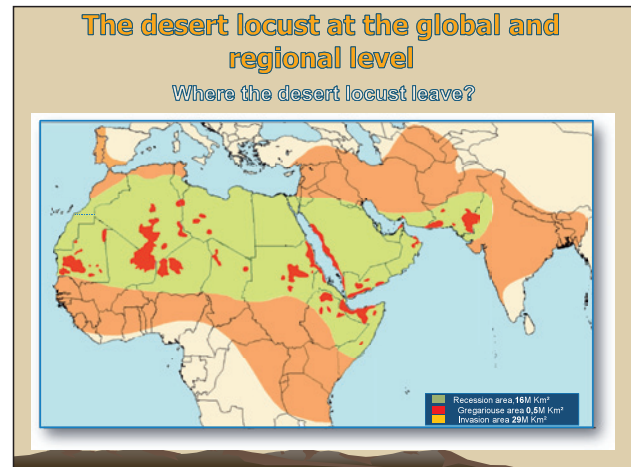 The desert locust at the global and
regional level
Where the desert locust leave?
Recession area,16M Km²
Gregariouse area 0,5M Km²
Invasion area 29M Km²